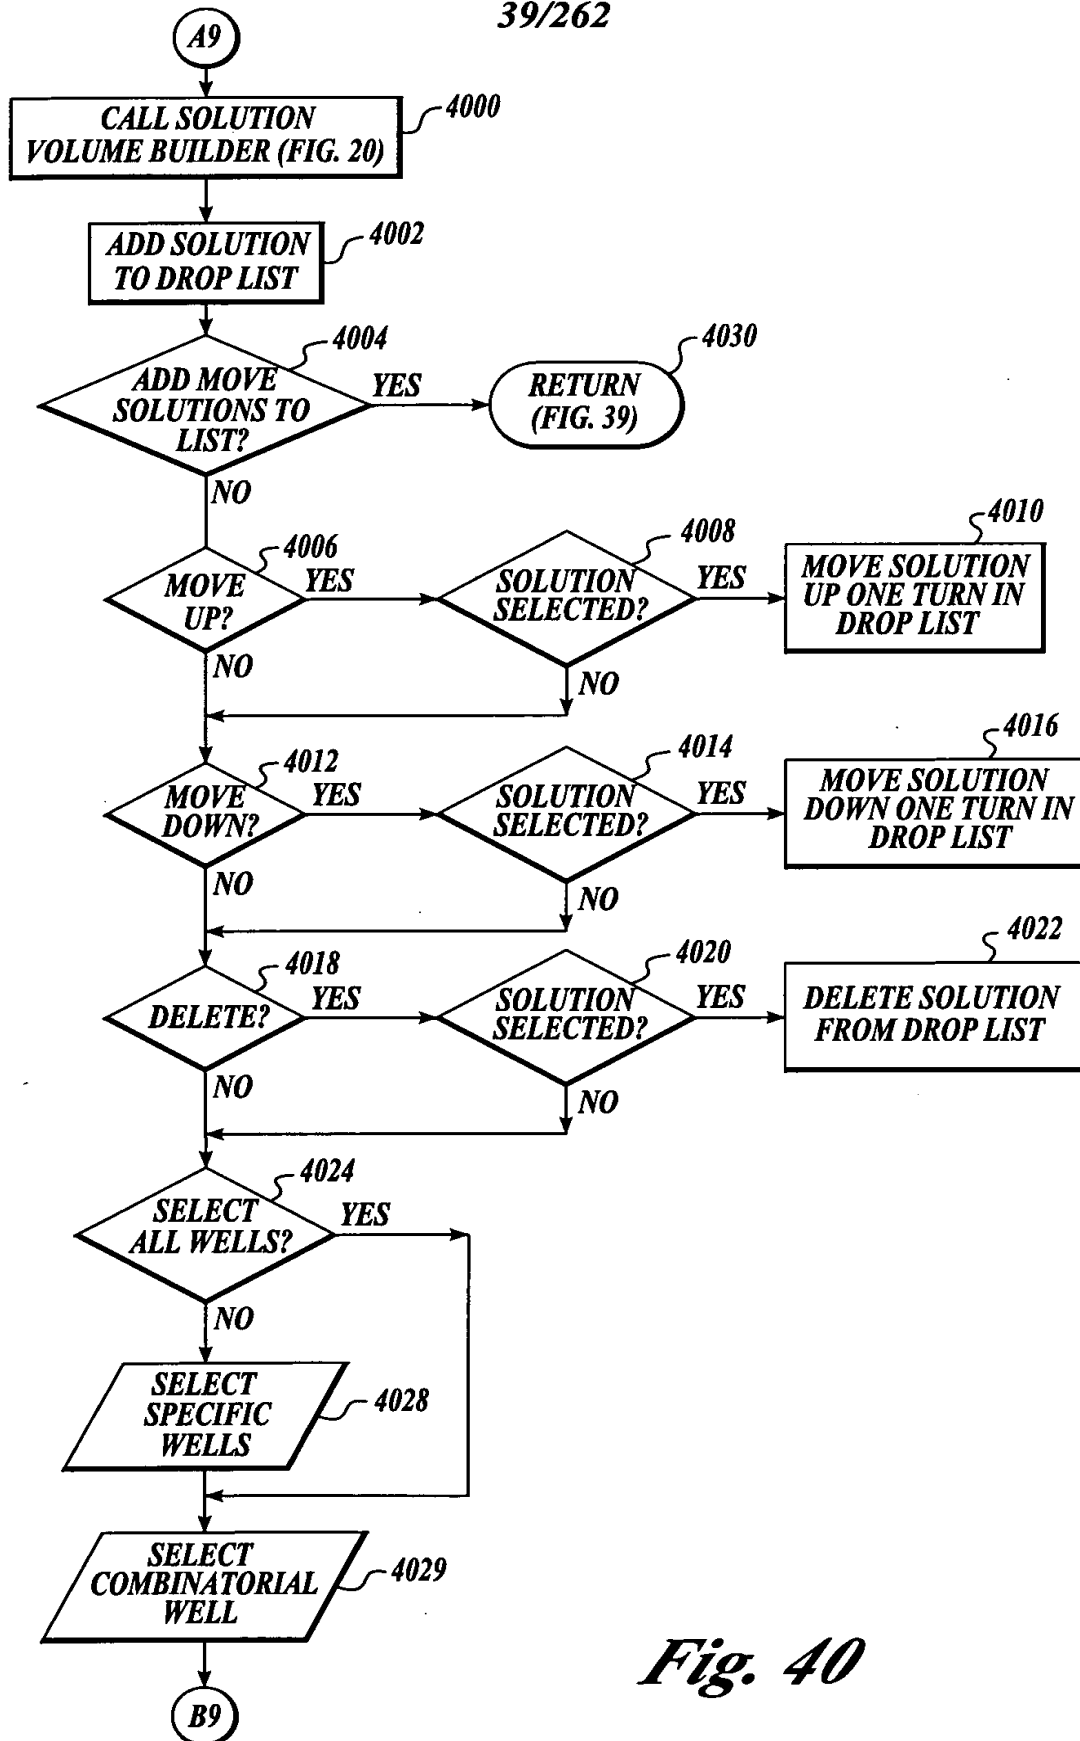 39/262
A9
CALL SOLUTION
VOLUME BUILDER (FIG. 20)
4000
ADD SOLUTION
TO DROP LIST
4002
ADD MOVE
SOLUTIONS TO
LIST?
4004
YES
RETURN
(FIG. 39)
4030
NO
MOVE
UP?
4006
YES
SOLUTION
SELECTED?
4008
YES
MOVE SOLUTION
UP ONE TURN IN
DROP LIST
4010
NO
NO
MOVE
DOWN?
4012
YES
SOLUTION
SELECTED?
4014
YES
MOVE SOLUTION
DOWN ONE TURN IN
DROP LIST
4016
NO
NO
DELETE?
4018
YES
SOLUTION
SELECTED?
4020
YES
DELETE SOLUTION
FROM DROP LIST
4022
NO
NO
SELECT
ALL WELLS?
4024
YES
NO
SELECT
SPECIFIC
WELLS
4028
SELECT
COMBINATORIAL
WELL
4029
B9
Fig. 40